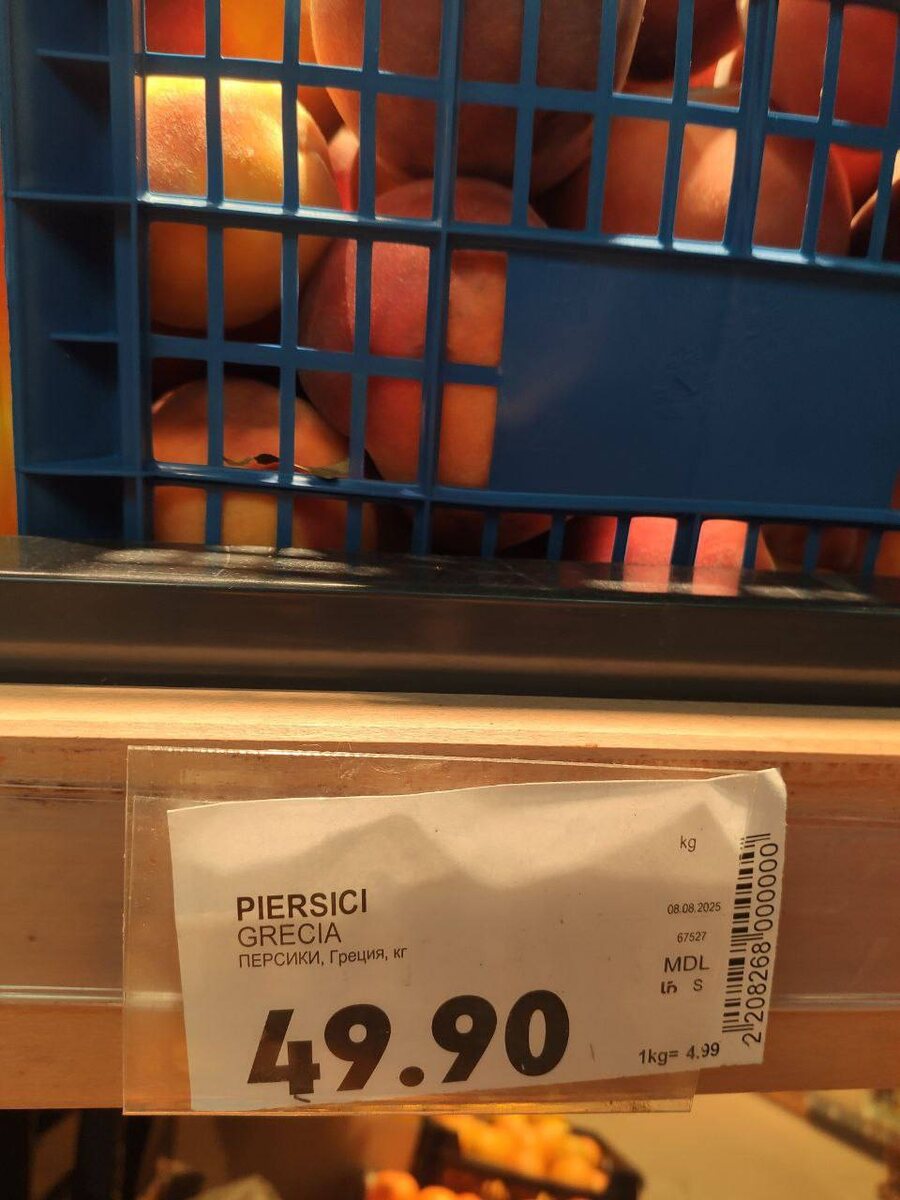 kg
PIERSICI
GRECIA
ПЕРСИКИ, Греция, кг
08.08.2025
67527
MDL
S
49.90
1kg= 4.99
2208268000000